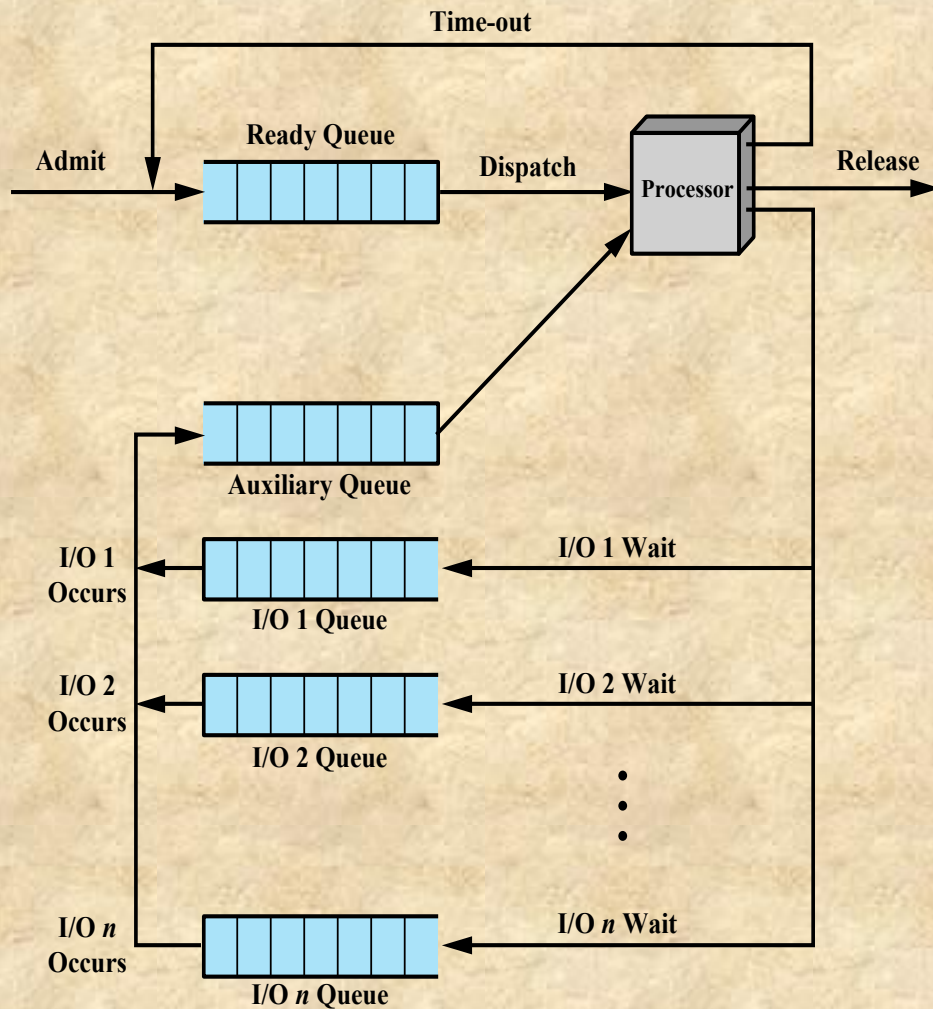 Time-out
Ready Queue
Admit
Dispatch
Processor
Release
Auxiliary Queue
I/O 1
Occurs
I/O 1 Wait
I/O 1 Queue
I/O 2
Occurs
I/O 2 Wait
I/O 2 Queue
I/O n
Occurs
I/O n Wait
I/O n Queue